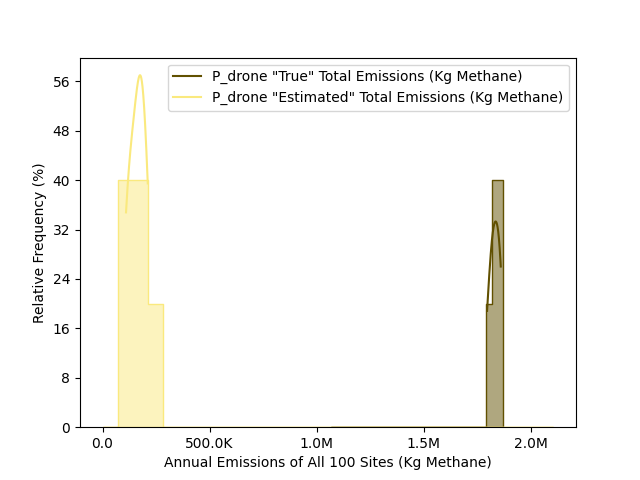 P_drone "True" Total Emissions (Kg Methane)
P_drone "Estimated" Total Emissions (Kg Methane)
Relative Frequency (%)
56
48
40
32
24
16
8
0
0.0
500.0K
1.0M
1.5M
2.0M
Annual Emissions of All 100 Sites (Kg Methane)